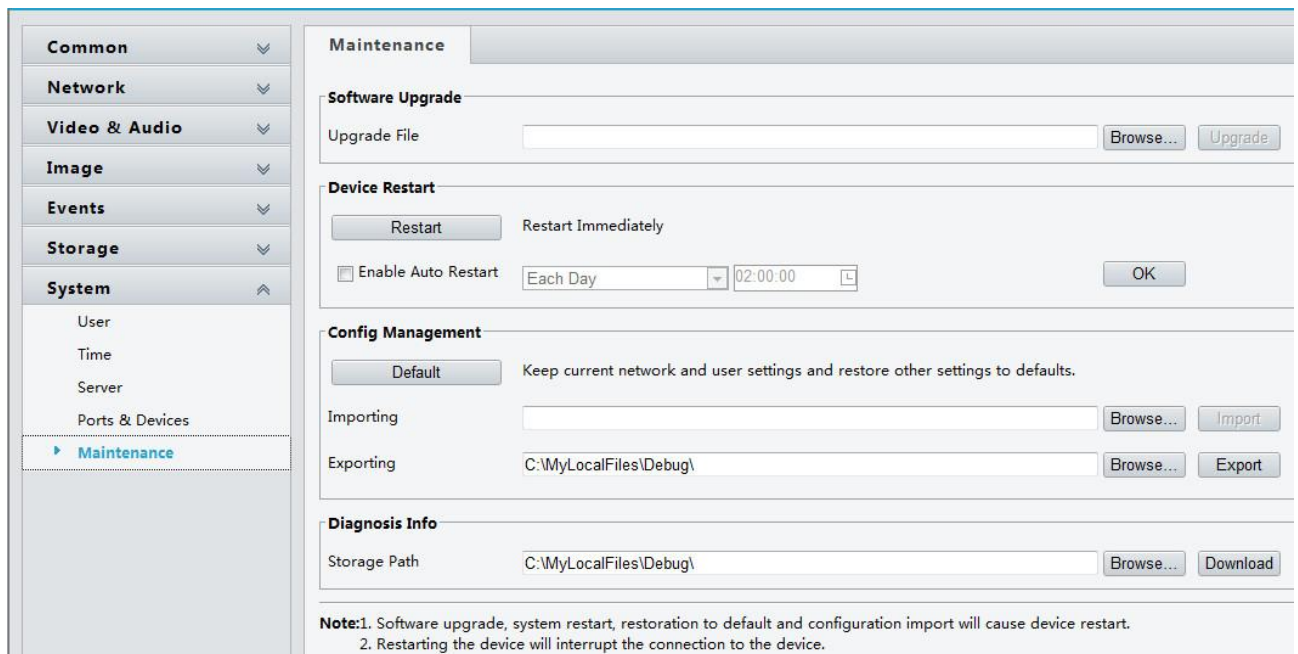 Common
Network
Video & Audio
Image
Events
Storage
System
User
Time
Server
Ports & Devices
Maintenance
Maintenance
Software Upgrade
Upgrade File Browse... Upgrade
Device Restart
Restart Restart Immediately
Enable Auto Restart Each Day 02:00:00 OK
Config Management
Default Keep current network and user settings and restore other settings to defaults.
Importing Browse... Import
Exporting C:\MyLocalFiles\Debug\ Browse... Export
Diagnosis Info
Storage Path C:\MyLocalFiles\Debug\ Browse... Download
Note:1. Software upgrade, system restart, restoration to default and configuration import will cause device restart.
2. Restarting the device will interrupt the connection to the device.